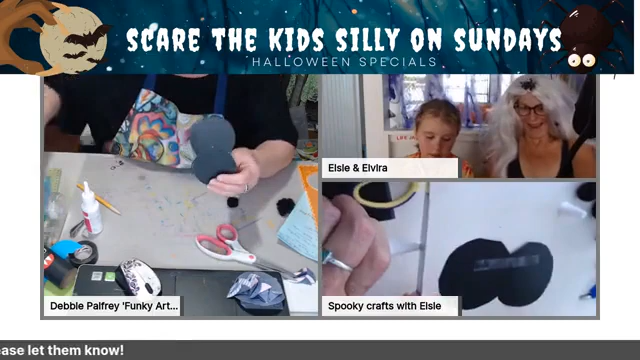 SCARE THE KIDS SILLY ON SUNDAYS
HALLOWEEN SPECIALS
Elsie & Elvira
Debbie Palfrey 'Funky Art...
Spooky crafts with Elsie
ease let them know!